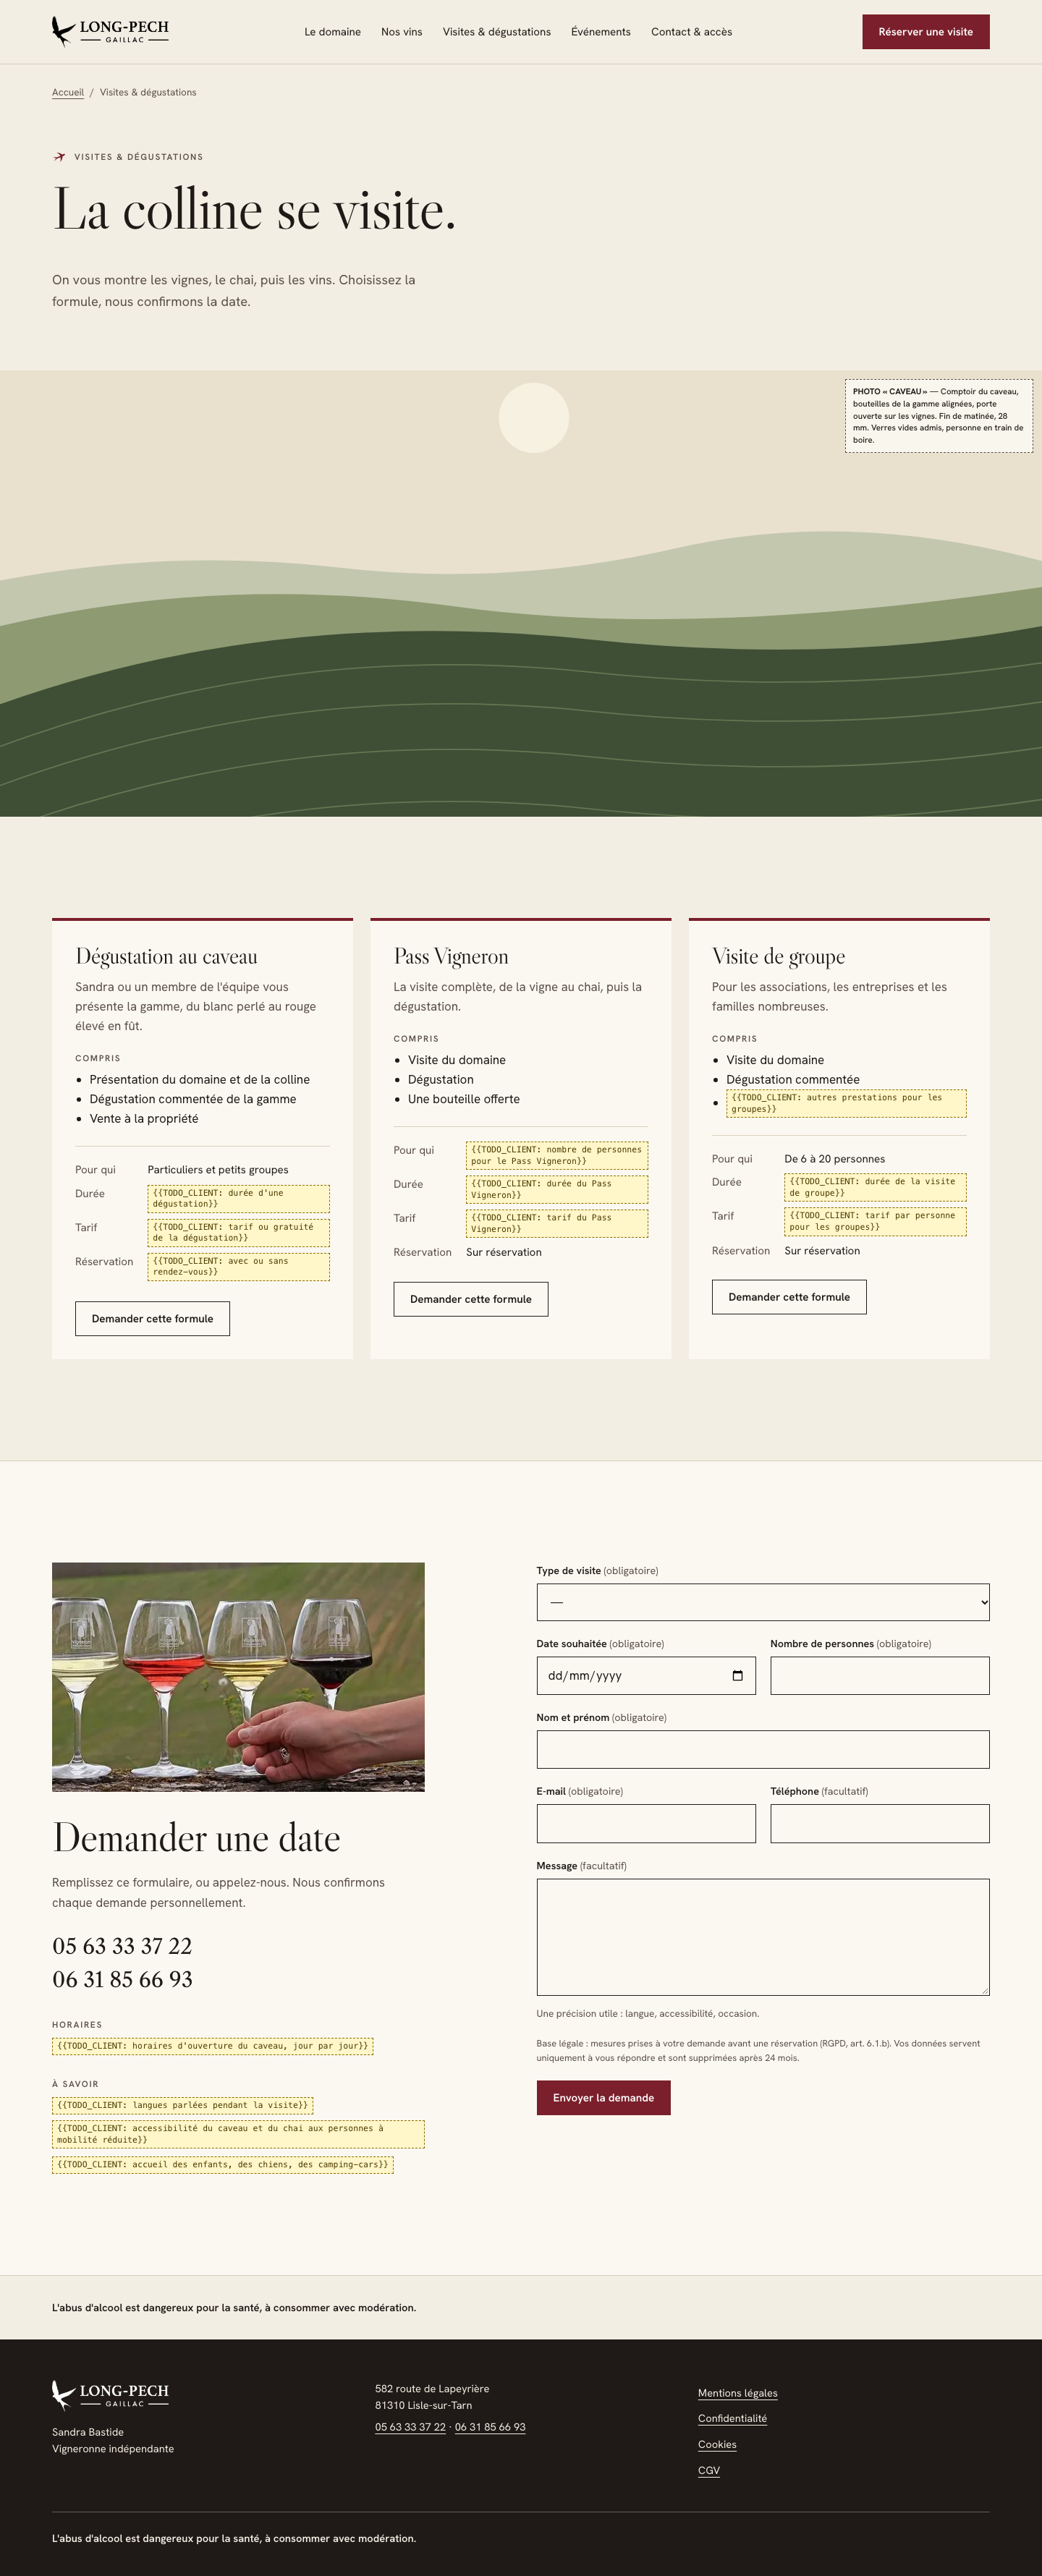 LONG-PECH
GAILLAC
Le domaine
Nos vins
Visites & dégustations
Événements
Contact & accès
Réserver une visite
Accueil / Visites & dégustations
VISITES & DÉGUSTATIONS
La colline se visite.
On vous montre les vignes, le chai, puis les vins. Choisissez la
formule, nous confirmons la date.
PHOTO « CAVEAU » — Comptoir du caveau,
bouteilles de la gamme alignées, porte
ouverte sur les vignes. Fin de matinée, 28
mm. Verres vides admis, personne en train de
boire.
Dégustation au caveau
Sandra ou un membre de l'équipe vous
présente la gamme, du blanc perlé au rouge
élevé en fût.
COMPRIS
Présentation du domaine et de la colline
Dégustation commentée de la gamme
Vente à la propriété
Pour qui
Particuliers et petits groupes
Durée
{{TODO_CLIENT: durée d'une
dégustation}}
Tarif
{{TODO_CLIENT: tarif ou gratuité
de la dégustation}}
Réservation
{{TODO_CLIENT: avec ou sans
rendez-vous}}
Demander cette formule
Pass Vigneron
La visite complète, de la vigne au chai, puis la
dégustation.
COMPRIS
Visite du domaine
Dégustation
Une bouteille offerte
Pour qui
{{TODO_CLIENT: nombre de personnes
pour le Pass Vigneron}}
Durée
{{TODO_CLIENT: durée du Pass
Vigneron}}
Tarif
{{TODO_CLIENT: tarif du Pass
Vigneron}}
Réservation
Sur réservation
Demander cette formule
Visite de groupe
Pour les associations, les entreprises et les
familles nombreuses.
COMPRIS
Visite du domaine
Dégustation commentée
{{TODO_CLIENT: autres prestations pour les
groupes}}
Pour qui
De 6 à 20 personnes
Durée
{{TODO_CLIENT: durée de la visite
de groupe}}
Tarif
{{TODO_CLIENT: tarif par personne
pour les groupes}}
Réservation
Sur réservation
Demander cette formule
Demander une date
Remplissez ce formulaire, ou appelez-nous. Nous confirmons
chaque demande personnellement.
05 63 33 37 22
06 31 85 66 93
HORAIRES
{{TODO_CLIENT: horaires d'ouverture du caveau, jour par jour}}
À SAVOIR
{{TODO_CLIENT: langues parlées pendant la visite}}
{{TODO_CLIENT: accessibilité du caveau et du chai aux personnes à
mobilité réduite}}
{{TODO_CLIENT: accueil des enfants, des chiens, des camping-cars}}
Type de visite (obligatoire)
—
Date souhaitée (obligatoire)
dd/mm/yyyy
Nombre de personnes (obligatoire)
Nom et prénom (obligatoire)
E-mail (obligatoire)
Téléphone (facultatif)
Message (facultatif)
Une précision utile : langue, accessibilité, occasion.
Base légale : mesures prises à votre demande avant une réservation (RGPD, art. 6.1.b). Vos données servent
uniquement à vous répondre et sont supprimées après 24 mois.
Envoyer la demande
L'abus d'alcool est dangereux pour la santé, à consommer avec modération.
LONG-PECH
GAILLAC
Sandra Bastide
Vigneronne indépendante
582 route de Lapeyrière
81310 Lisle-sur-Tarn
05 63 33 37 22 · 06 31 85 66 93
Mentions légales
Confidentialité
Cookies
CGV
L'abus d'alcool est dangereux pour la santé, à consommer avec modération.